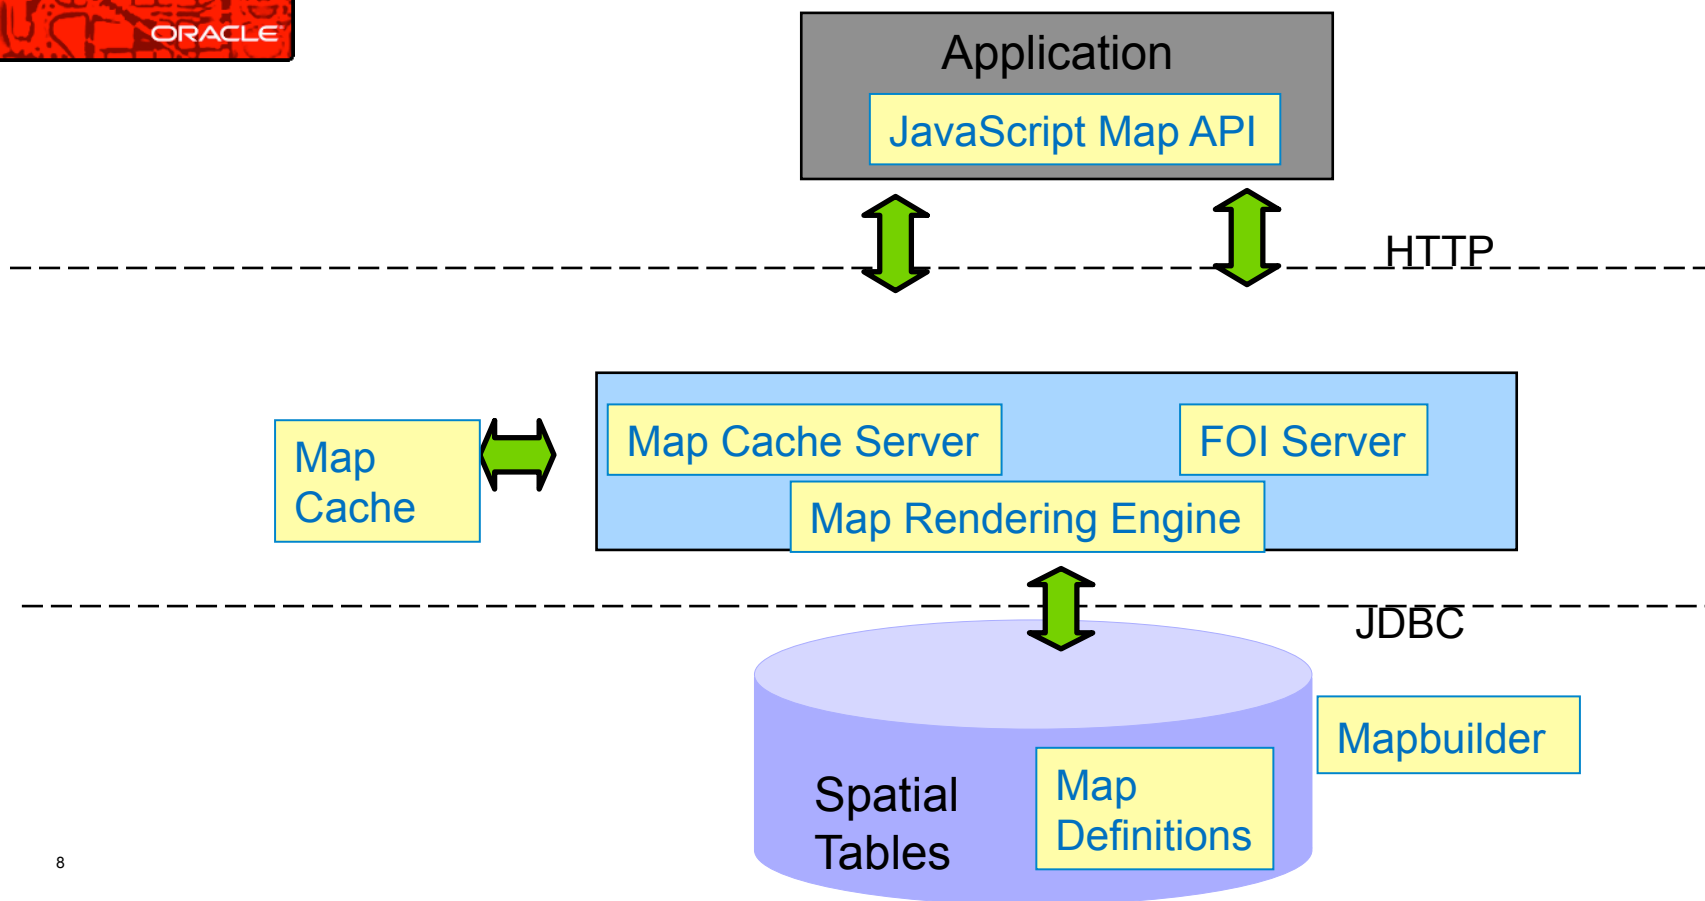 ORACLE
Application
JavaScript Map API
HTTP
Map Cache Server
FOI Server
Map
Cache
Map Rendering Engine
JDBC
Mapbuilder
Spatial
Tables
Map
Definitions
8